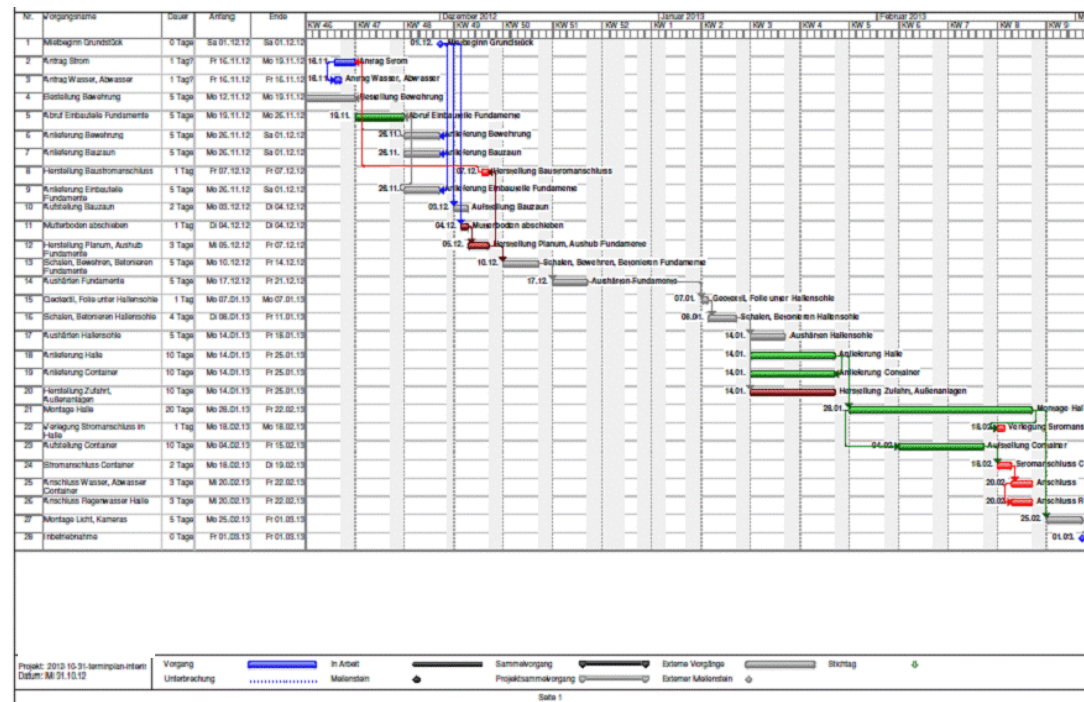 Nr. Vorgangsname Dauer Anfang Ende
Dezember 2012 Januar 2013 Februar 2013
KW 46 KW 47 KW 48 KW 49 KW 50 KW 51 KW 52 KW 1 KW 2 KW 3 KW 4 KW 5 KW 6 KW 7 KW 8 KW 9
1 Mietbeginn Grundstück 0 Tage Sa 01.12.12 Sa 01.12.12 01.12. Mietbeginn Grundstück
2 Antrag Strom 1 Tag? Fr 16.11.12 Mo 19.11.12 16.11. Antrag Strom
3 Antrag Wasser, Abwasser 1 Tag? Fr 16.11.12 Fr 16.11.12 16.11. Antrag Wasser, Abwasser
4 Bestellung Bewehrung 5 Tage Mo 12.11.12 Mo 19.11.12 Bestellung Bewehrung
5 Abruf Einbauteile Fundamente 5 Tage Mo 19.11.12 Mo 26.11.12 19.11. Abruf Einbauteile Fundamente
6 Anlieferung Bewehrung 5 Tage Mo 26.11.12 Sa 01.12.12 26.11. Anlieferung Bewehrung
7 Anlieferung Bauzaun 5 Tage Mo 26.11.12 Sa 01.12.12 26.11. Anlieferung Bauzaun
8 Herstellung Baustromanschluss 1 Tag Fr 07.12.12 Fr 07.12.12 07.12. Herstellung Baustromanschluss
9 Anlieferung Einbauteile Fundamente 5 Tage Mo 26.11.12 Sa 01.12.12 26.11. Anlieferung Einbauteile Fundamente
10 Aufstellung Bauzaun 2 Tage Mo 03.12.12 Di 04.12.12 03.12. Aufstellung Bauzaun
11 Mutterboden abschieben 1 Tag Di 04.12.12 Di 04.12.12 04.12. Mutterboden abschieben
12 Herstellung Planum, Aushub Fundamente 3 Tage Mi 05.12.12 Fr 07.12.12 05.12. Herstellung Planum, Aushub Fundamente
13 Schalen, Bewehren, Betonieren Fundamente 5 Tage Mo 10.12.12 Fr 14.12.12 10.12. Schalen, Bewehren, Betonieren Fundamente
14 Aushärten Fundamente 5 Tage Mo 17.12.12 Fr 21.12.12 17.12. Aushärten Fundamente
15 Geotextil, Folie unter Hallensohle 1 Tag Mo 07.01.13 Mo 07.01.13 07.01. Geotextil, Folie unter Hallensohle
16 Schalen, Betonieren Hallensohle 4 Tage Di 08.01.13 Fr 11.01.13 08.01. Schalen, Betonieren Hallensohle
17 Aushärten Hallensohle 5 Tage Mo 14.01.13 Fr 18.01.13 14.01. Aushärten Hallensohle
18 Anlieferung Halle 10 Tage Mo 14.01.13 Fr 25.01.13 14.01. Anlieferung Halle
19 Anlieferung Container 10 Tage Mo 14.01.13 Fr 25.01.13 14.01. Anlieferung Container
20 Herstellung Zufahrt, Außenanlagen 10 Tage Mo 14.01.13 Fr 25.01.13 14.01. Herstellung Zufahrt, Außenanlagen
21 Montage Halle 20 Tage Mo 28.01.13 Fr 22.02.13 28.01. Montage Hal
22 Verlegung Stromanschluss in Halle 1 Tag Mo 18.02.13 Mo 18.02.13 18.02. Verlegung Stromans
23 Aufstellung Container 10 Tage Mo 04.02.13 Fr 15.02.13 04.02. Aufstellung Container
24 Stromanschluss Container 2 Tage Mo 18.02.13 Di 19.02.13 18.02. Stromanschluss C
25 Anschluss Wasser, Abwasser Container 3 Tage Mi 20.02.13 Fr 22.02.13 20.02. Anschluss
26 Anschluss Regenwasser Halle 3 Tage Mi 20.02.13 Fr 22.02.13 20.02. Anschluss R
27 Montage Licht, Kameras 5 Tage Mo 25.02.13 Fr 01.03.13 25.02.
28 Inbetriebnahme 0 Tage Fr 01.03.13 Fr 01.03.13 01.03.
Projekt: 2012-10-31-terminplan-intern
Datum: Mi 31.10.12
Vorgang In Arbeit Sammelvorgang Externe Vorgänge Stichtag
Unterbrechung Meilenstein Projektsammelvorgang Externer Meilenstein
Seite 1